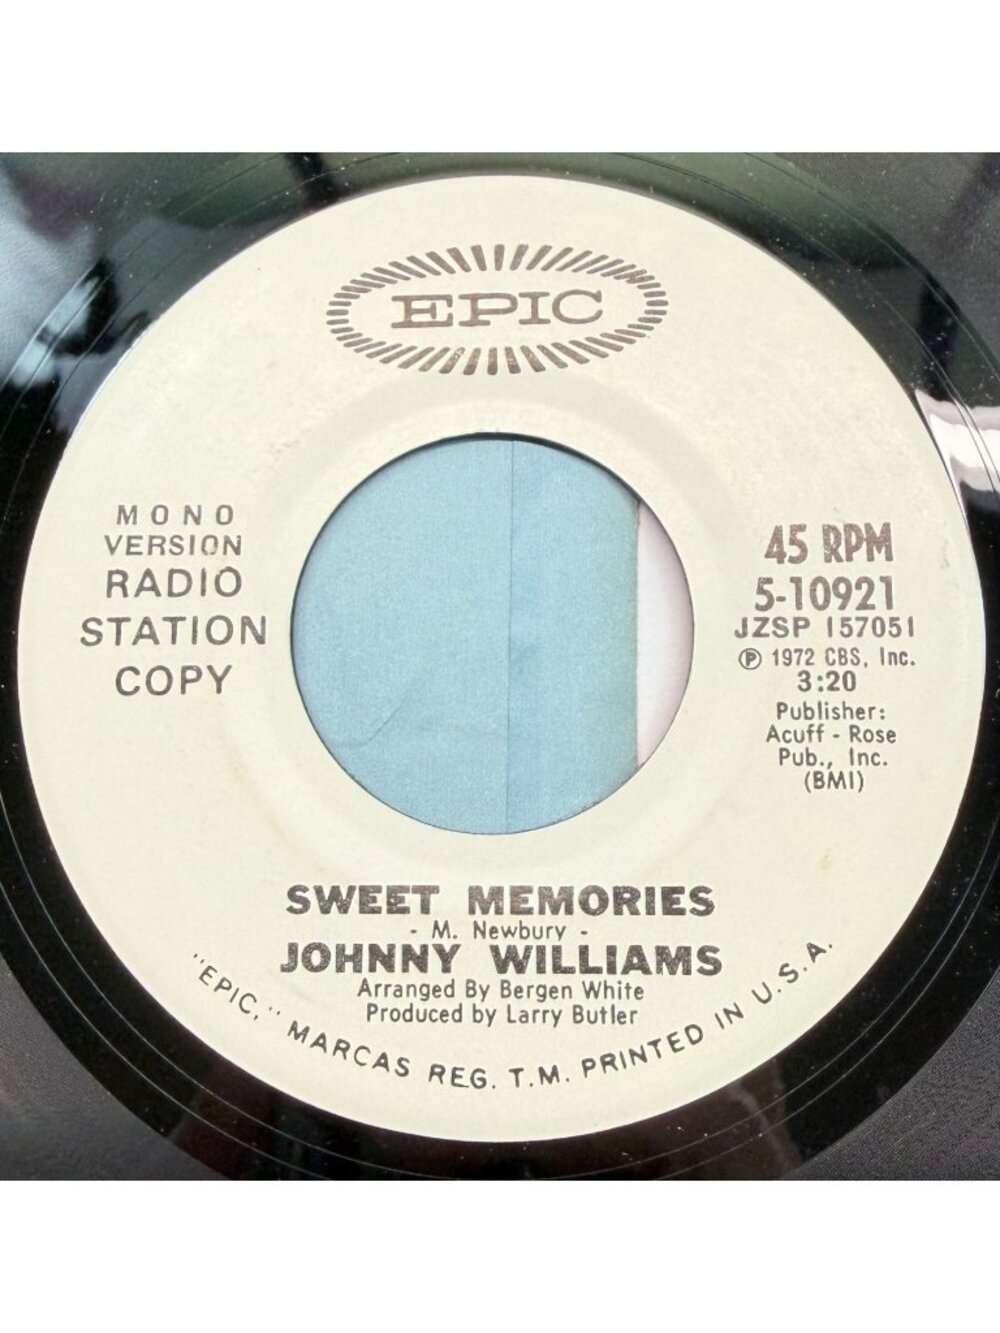 EPIC
MONO
VERSION
RADIO
STATION
COPY
45 RPM
5-10921
JZSP 157051
Ⓟ 1972 CBS, Inc.
3:20
Publisher:
Acuff - Rose
Pub., Inc.
(BMI)
SWEET MEMORIES
- M. Newbury -
JOHNNY WILLIAMS
Arranged By Bergen White
Produced by Larry Butler
"EPIC," MARCAS REG. T.M. PRINTED IN U.S.A.